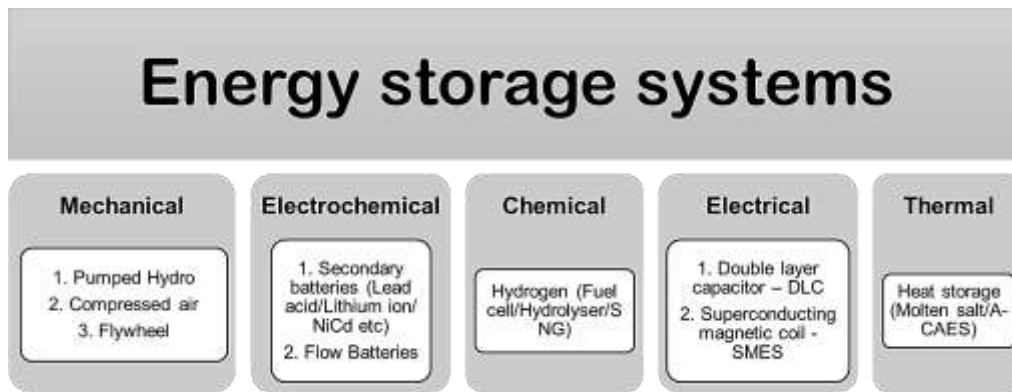 Energy storage systems
Mechanical
1. Pumped Hydro
2. Compressed air
3. Flywheel
Electrochemical
1. Secondary
batteries (Lead
acid/Lithium ion/
NiCd etc)
2. Flow Batteries
Chemical
Hydrogen (Fuel
cell/Hydrolyser/S
NG)
Electrical
1. Double layer
capacitor – DLC
2. Superconducting
magnetic coil -
SMES
Thermal
Heat storage
(Molten salt/A-
CAES)